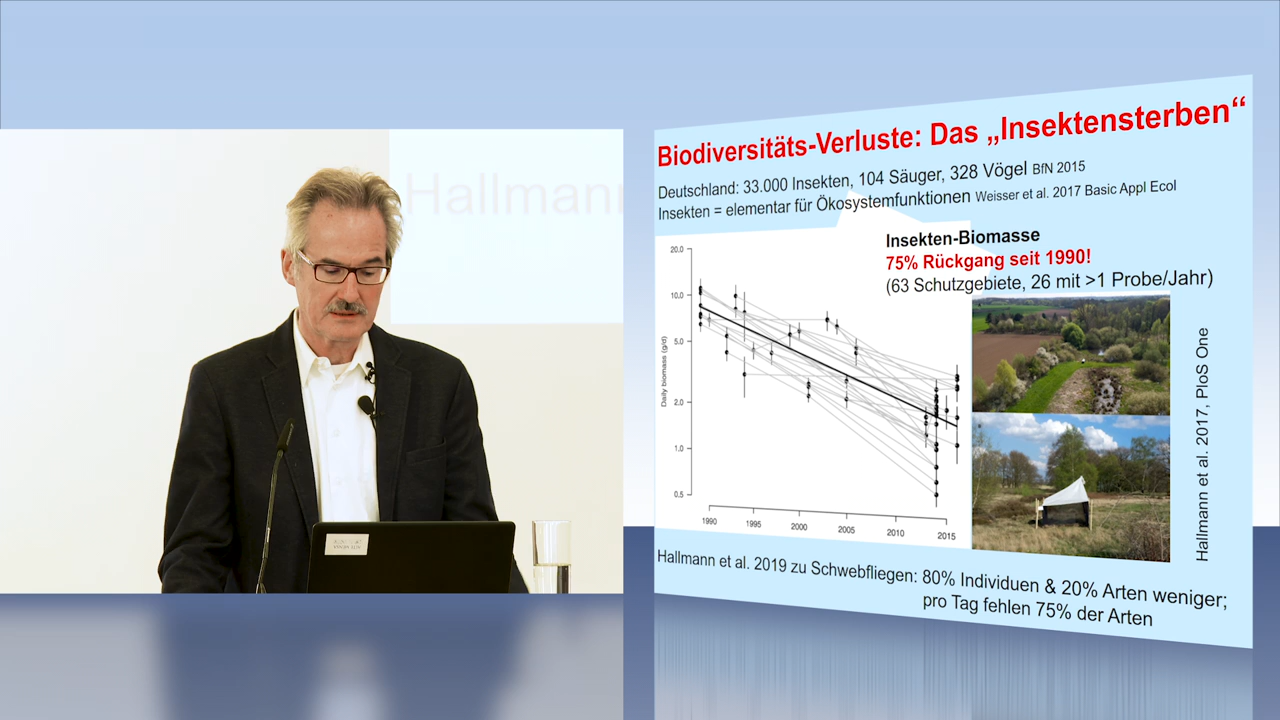 Hallmann
Biodiversitäts-Verluste: Das „Insektensterben“
Deutschland: 33.000 Insekten, 104 Säuger, 328 Vögel BfN 2015
Insekten = elementar für Ökosystemfunktionen Weisser et al. 2017 Basic Appl Ecol
Insekten-Biomasse
75% Rückgang seit 1990!
(63 Schutzgebiete, 26 mit >1 Probe/Jahr)
Daily biomass (g/d)
20.0
10.0
5.0
2.0
1.0
0.5
1990 1995 2000 2005 2010 2015
Hallmann et al. 2017, PloS One
Hallmann et al. 2019 zu Schwebfliegen: 80% Individuen & 20% Arten weniger;
pro Tag fehlen 75% der Arten